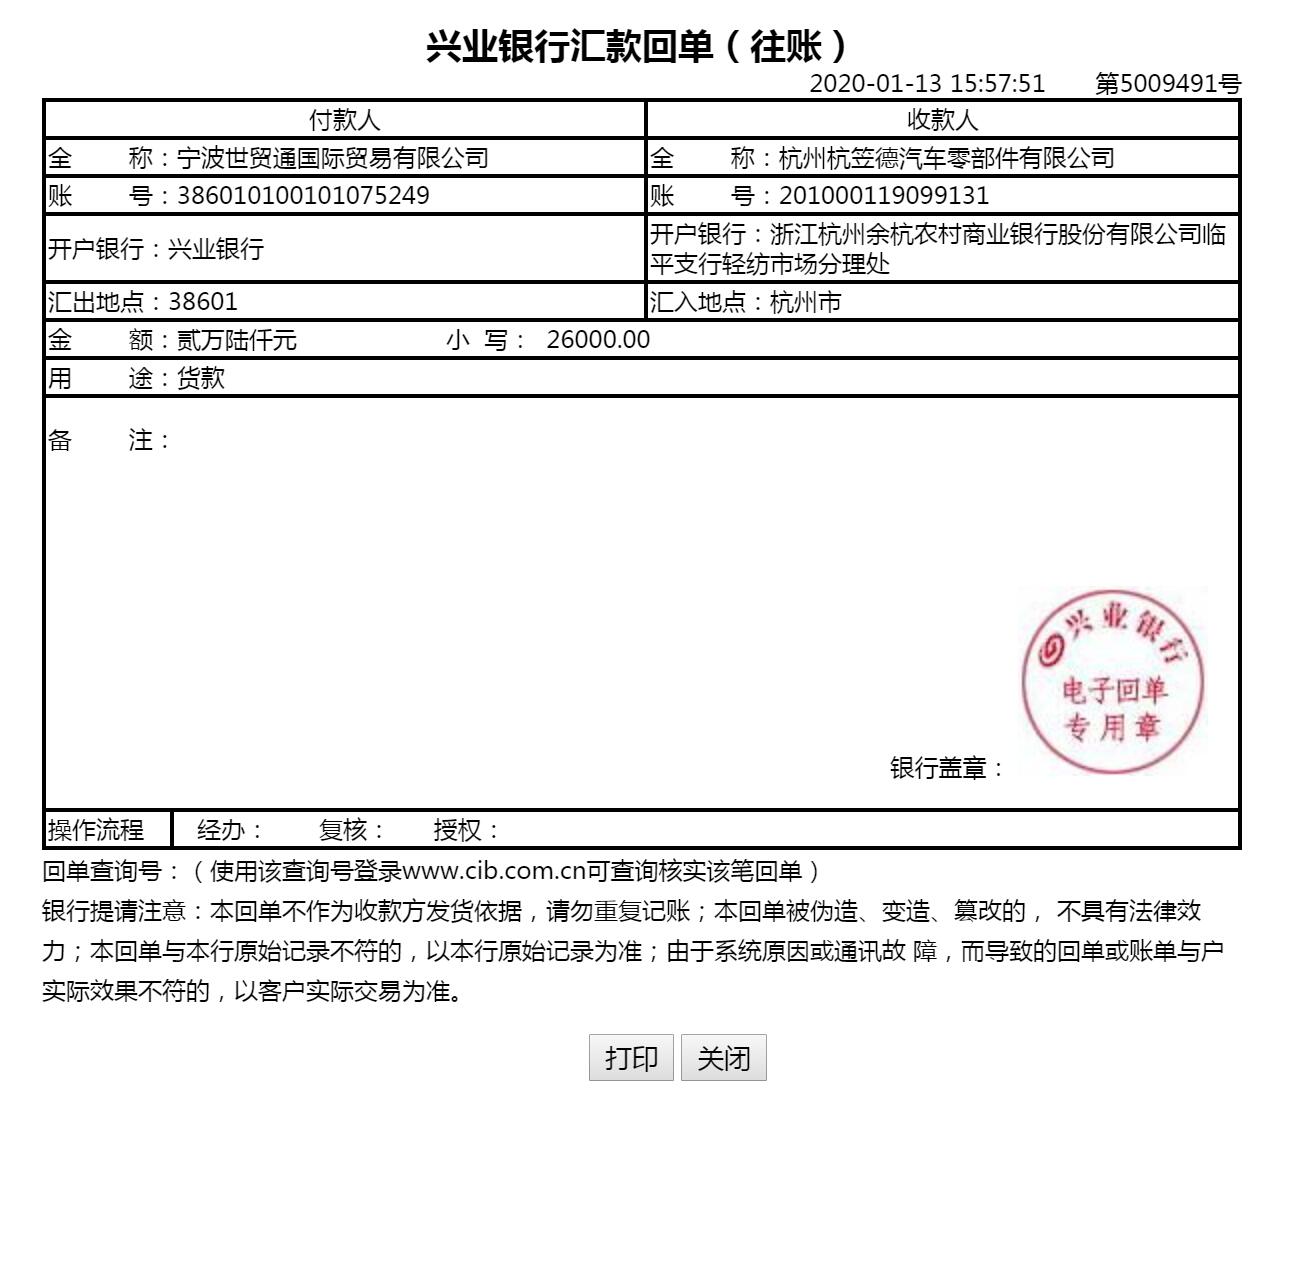 兴业银行汇款回单（往账）
2020-01-13 15:57:51 第5009491号
付款人 收款人
全 称：宁波世贸通国际贸易有限公司 全 称：杭州杭笠德汽车零部件有限公司
账 号：386010100101075249 账 号：201000119099131
开户银行：兴业银行 开户银行：浙江杭州余杭农村商业银行股份有限公司临
平支行轻纺市场分理处
汇出地点：38601 汇入地点：杭州市
金 额：贰万陆仟元 小 写： 26000.00
用 途：货款
备 注：
兴业银行
电子回单
专用章
银行盖章：
操作流程 经办： 复核： 授权：
回单查询号：（使用该查询号登录www.cib.com.cn可查询核实该笔回单）
银行提请注意：本回单不作为收款方发货依据，请勿重复记账；本回单被伪造、变造、篡改的， 不具有法律效
力；本回单与本行原始记录不符的，以本行原始记录为准；由于系统原因或通讯故 障，而导致的回单或账单与户
实际效果不符的，以客户实际交易为准。
打印 关闭